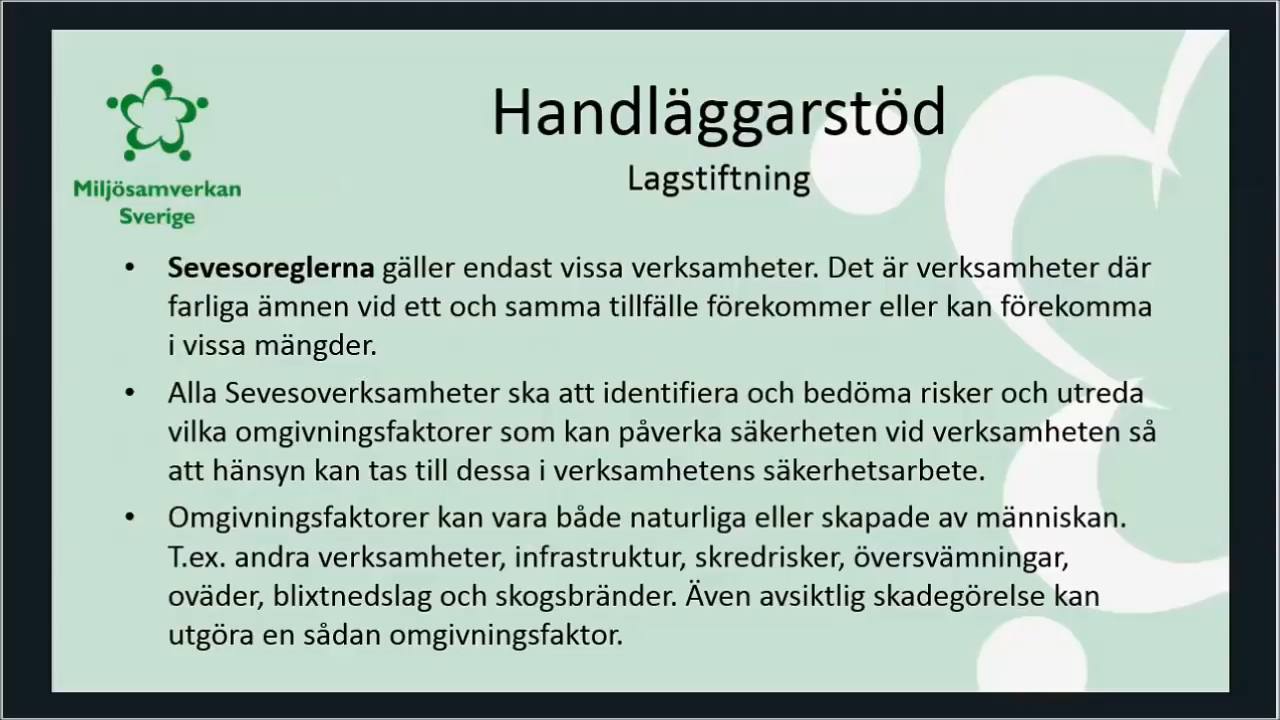 Miljösamverkan
Sverige
Handläggarstöd
Lagstiftning
• Sevesoreglerna gäller endast vissa verksamheter. Det är verksamheter där
farliga ämnen vid ett och samma tillfälle förekommer eller kan förekomma
i vissa mängder.
• Alla Sevesoverksamheter ska att identifiera och bedöma risker och utreda
vilka omgivningsfaktorer som kan påverka säkerheten vid verksamheten så
att hänsyn kan tas till dessa i verksamhetens säkerhetsarbete.
• Omgivningsfaktorer kan vara både naturliga eller skapade av människan.
T.ex. andra verksamheter, infrastruktur, skredrisker, översvämningar,
oväder, blixtnedslag och skogsbränder. Även avsiktlig skadegörelse kan
utgöra en sådan omgivningsfaktor.